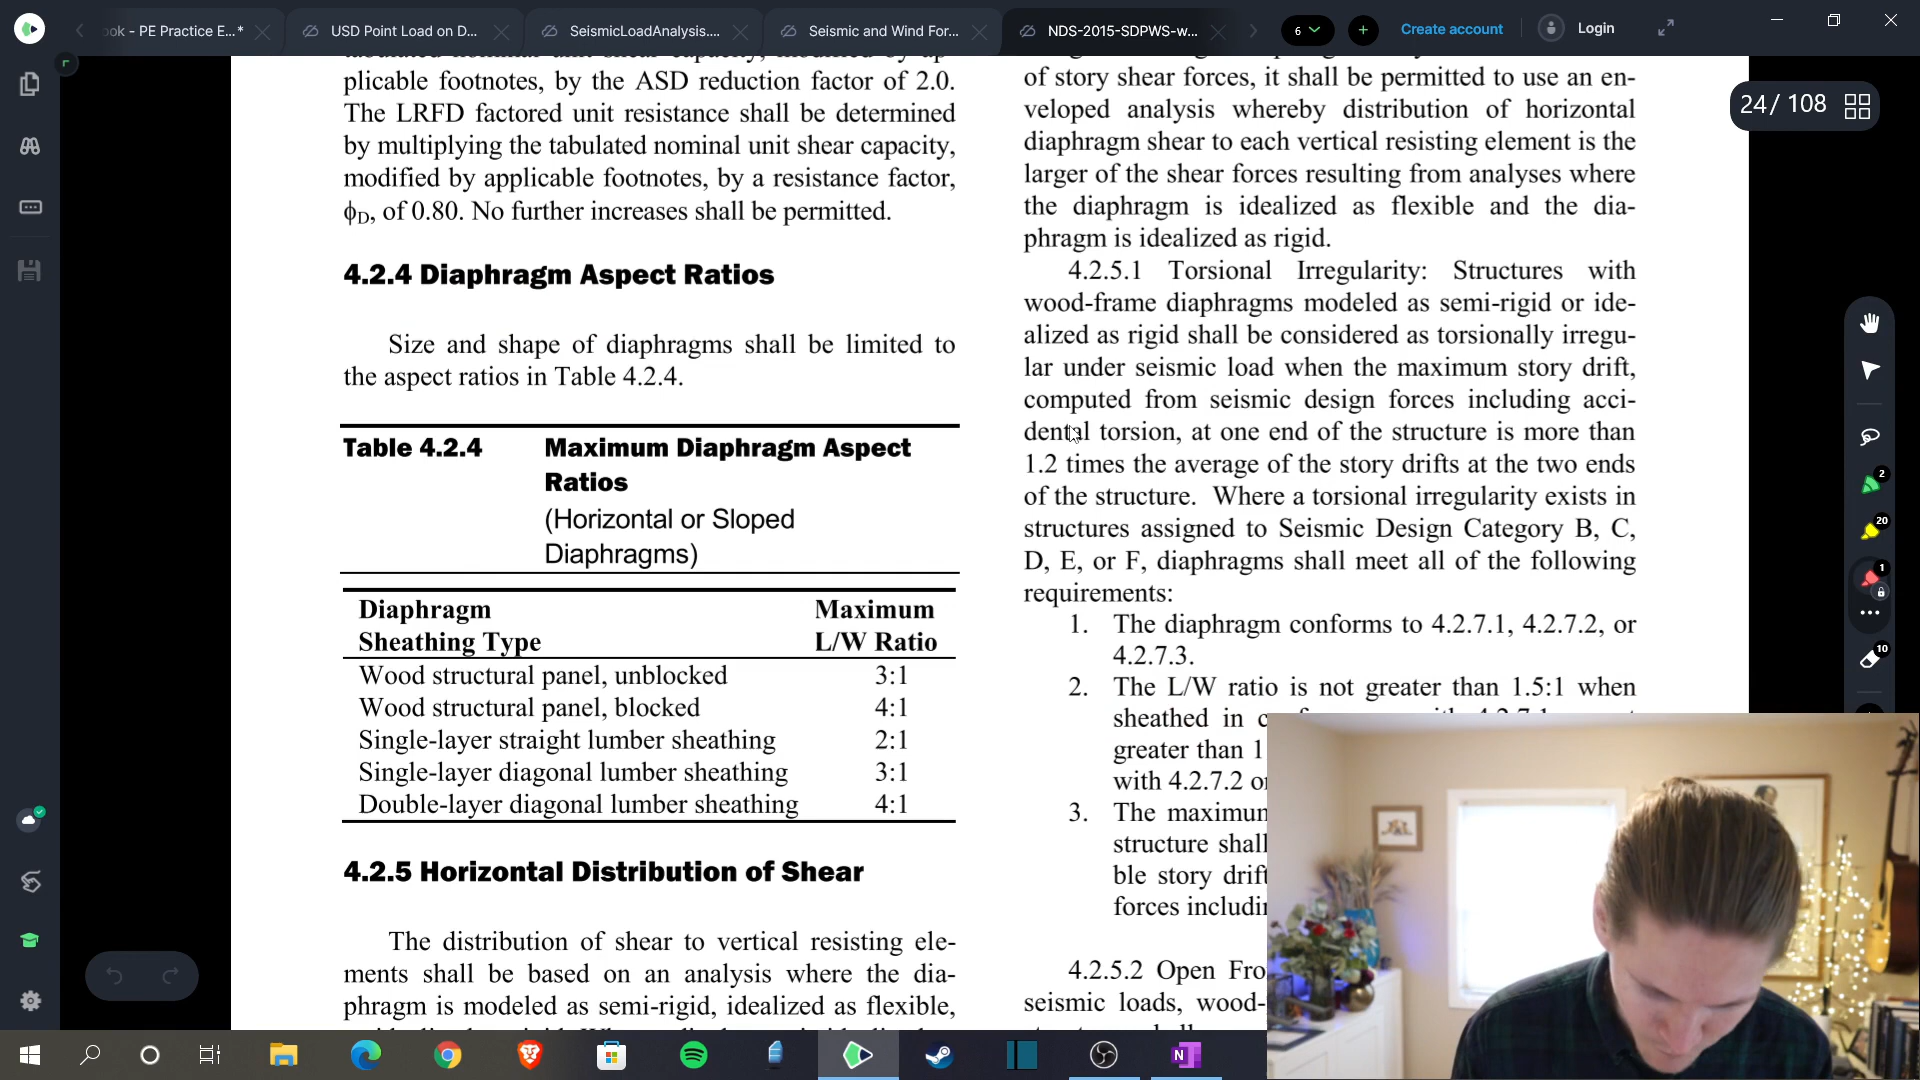 ok - PE Practice E...*
USD Point Load on D...
SeismicLoadAnalysis....
Seismic and Wind For...
NDS-2015-SDPWS-w...
6
Create account
Login
24/ 108
plicable footnotes, by the ASD reduction factor of 2.0.
The LRFD factored unit resistance shall be determined
by multiplying the tabulated nominal unit shear capacity,
modified by applicable footnotes, by a resistance factor,
ϕD, of 0.80. No further increases shall be permitted.
4.2.4 Diaphragm Aspect Ratios
Size and shape of diaphragms shall be limited to
the aspect ratios in Table 4.2.4.
Table 4.2.4 Maximum Diaphragm Aspect
Ratios
(Horizontal or Sloped
Diaphragms)
Diaphragm Maximum
Sheathing Type L/W Ratio
Wood structural panel, unblocked 3:1
Wood structural panel, blocked 4:1
Single-layer straight lumber sheathing 2:1
Single-layer diagonal lumber sheathing 3:1
Double-layer diagonal lumber sheathing 4:1
4.2.5 Horizontal Distribution of Shear
The distribution of shear to vertical resisting ele-
ments shall be based on an analysis where the dia-
phragm is modeled as semi-rigid, idealized as flexible,
of story shear forces, it shall be permitted to use an en-
veloped analysis whereby distribution of horizontal
diaphragm shear to each vertical resisting element is the
larger of the shear forces resulting from analyses where
the diaphragm is idealized as flexible and the dia-
phragm is idealized as rigid.
4.2.5.1 Torsional Irregularity: Structures with
wood-frame diaphragms modeled as semi-rigid or ide-
alized as rigid shall be considered as torsionally irregu-
lar under seismic load when the maximum story drift,
computed from seismic design forces including acci-
dental torsion, at one end of the structure is more than
1.2 times the average of the story drifts at the two ends
of the structure. Where a torsional irregularity exists in
structures assigned to Seismic Design Category B, C,
D, E, or F, diaphragms shall meet all of the following
requirements:
1. The diaphragm conforms to 4.2.7.1, 4.2.7.2, or
4.2.7.3.
2. The L/W ratio is not greater than 1.5:1 when
sheathed in c
greater than 1
with 4.2.7.2 or
3. The maximum
structure shall
ble story drift
forces includin
4.2.5.2 Open Fro
seismic loads, wood-
2
20
1
10